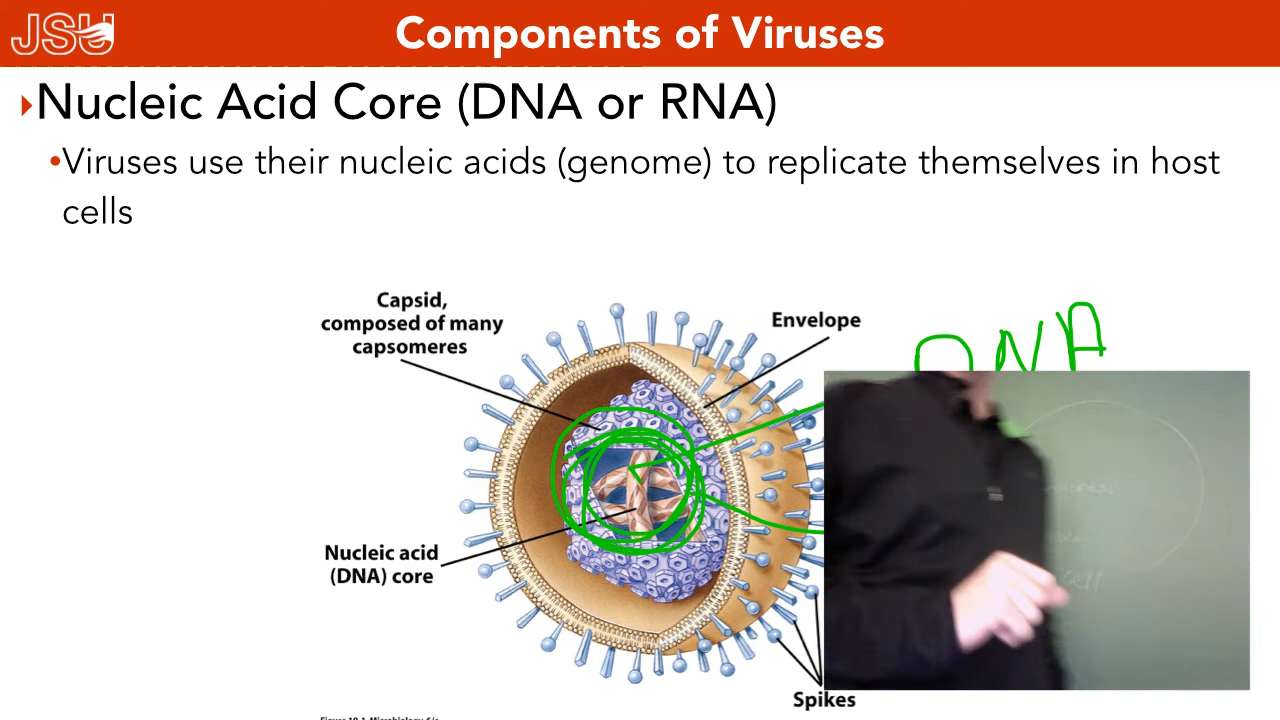 JSU
Components of Viruses
Nucleic Acid Core (DNA or RNA)
•Viruses use their nucleic acids (genome) to replicate themselves in host
cells
Capsid,
composed of many
capsomeres
Envelope
DNA
Nucleic acid
(DNA) core
cell
Spikes